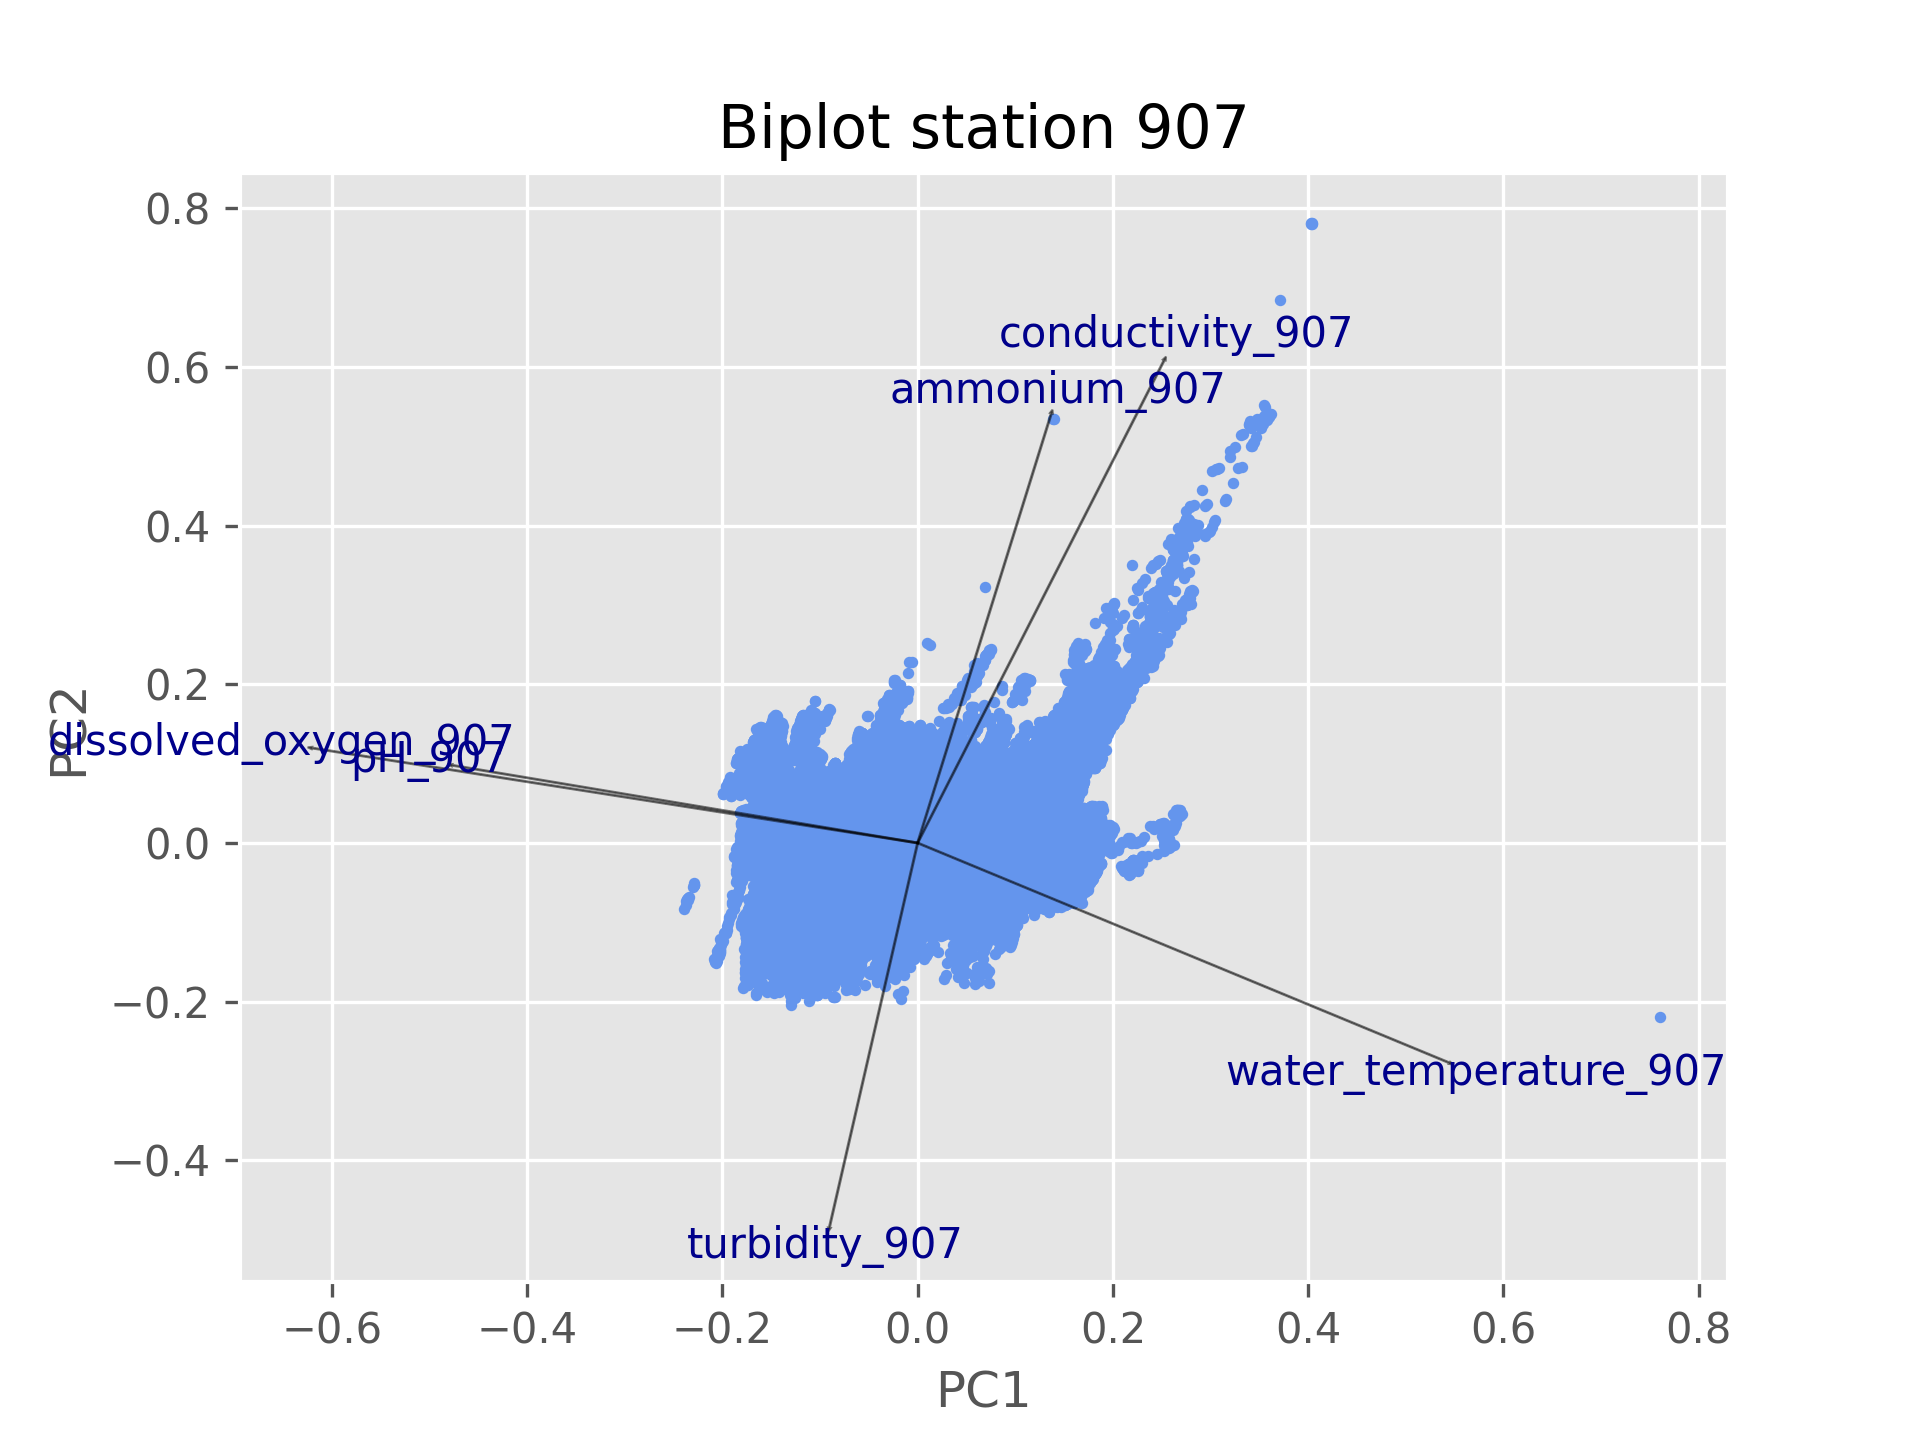 Biplot station 907
0.8
0.6
0.4
0.2
0.0
−0.2
−0.4
PC2
conductivity_907
ammonium_907
dissolved_oxygen_907
pH_907
water_temperature_907
turbidity_907
−0.6 −0.4 −0.2 0.0 0.2 0.4 0.6 0.8
PC1